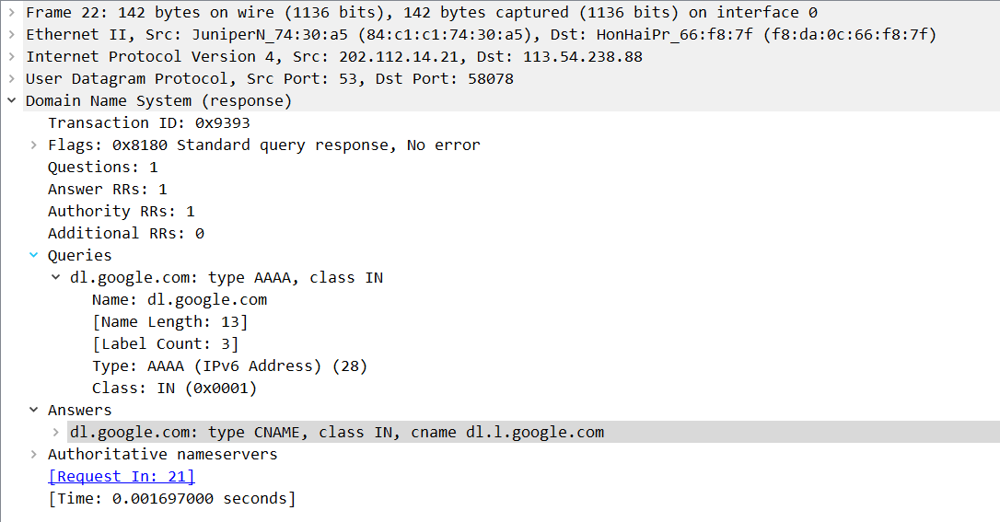 Frame 22: 142 bytes on wire (1136 bits), 142 bytes captured (1136 bits) on interface 0
Ethernet II, Src: JuniperN_74:30:a5 (84:c1:c1:74:30:a5), Dst: HonHaiPr_66:f8:7f (f8:da:0c:66:f8:7f)
Internet Protocol Version 4, Src: 202.112.14.21, Dst: 113.54.238.88
User Datagram Protocol, Src Port: 53, Dst Port: 58078
Domain Name System (response)
Transaction ID: 0x9393
Flags: 0x8180 Standard query response, No error
Questions: 1
Answer RRs: 1
Authority RRs: 1
Additional RRs: 0
Queries
dl.google.com: type AAAA, class IN
Name: dl.google.com
[Name Length: 13]
[Label Count: 3]
Type: AAAA (IPv6 Address) (28)
Class: IN (0x0001)
Answers
dl.google.com: type CNAME, class IN, cname dl.l.google.com
Authoritative nameservers
[Request In: 21]
[Time: 0.001697000 seconds]